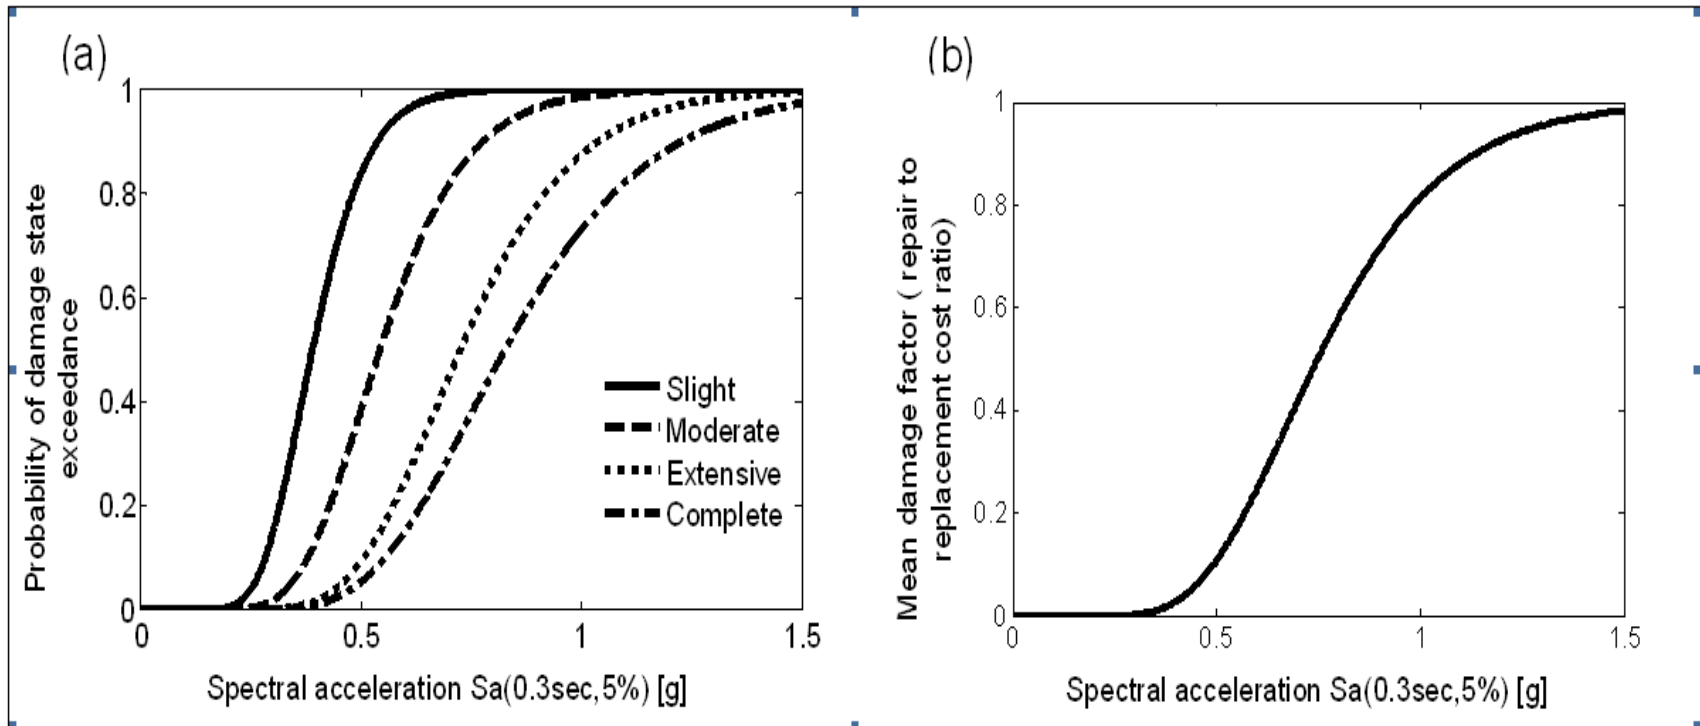 (a)
Probability of damage state
exceedance
1
0.8
0.6
0.4
0.2
0
0
0.5
1
1.5
Slight
Moderate
Extensive
Complete
Spectral acceleration Sa(0.3sec,5%) [g]
(b)
Mean damage factor ( repair to
replacement cost ratio)
1
0.8
0.6
0.4
0.2
0
0
0.5
1
1.5
Spectral acceleration Sa(0.3sec,5%) [g]